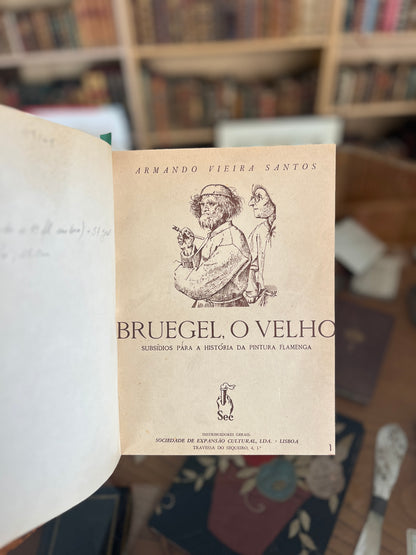 ARMANDO VIEIRA SANTOS
BRUEGEL, O VELHO
SUBSÍDIOS PARA A HISTÓRIA DA PINTURA FLAMENGA
Sec
DISTRIBUIDORES GERAIS:
SOCIEDADE DE EXPANSÃO CULTURAL, LDA. - LISBOA
TRAVESSA DO SEQUEIRO, 4, 1.º